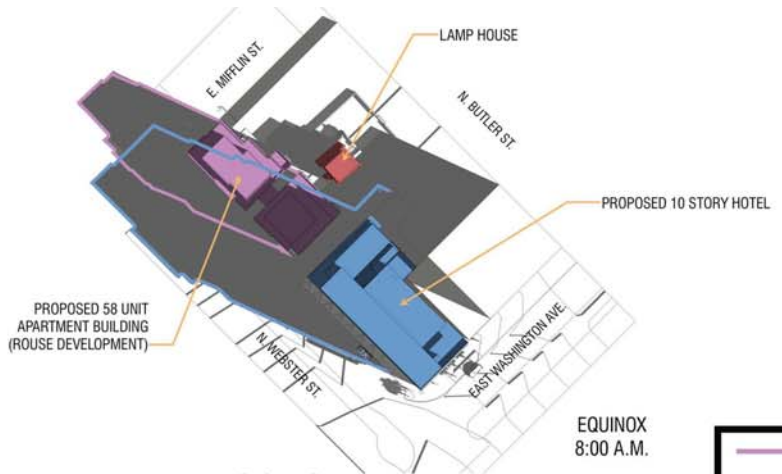 LAMP HOUSE
E. MIFFLIN ST.
N. BUTLER ST.
PROPOSED 10 STORY HOTEL
PROPOSED 58 UNIT
APARTMENT BUILDING
(ROUSE DEVELOPMENT)
N. WEBSTER ST.
EAST WASHINGTON AVE.
EQUINOX
8:00 A.M.